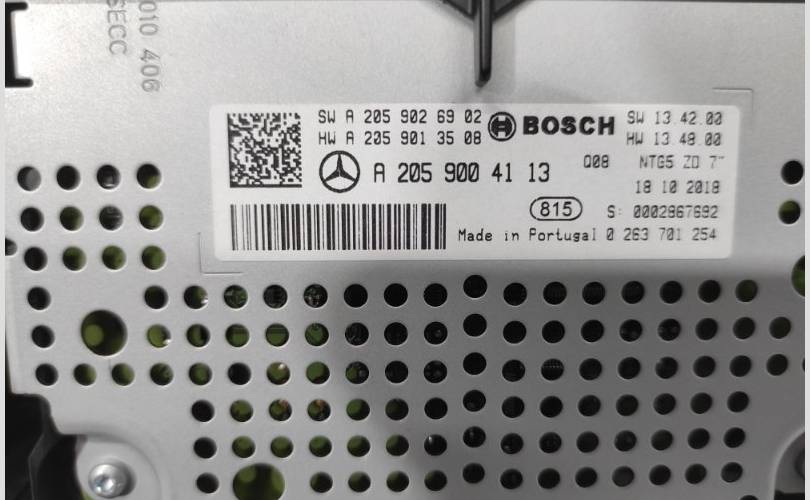 010 406
SECC
SW A 205 902 69 02
HW A 205 901 35 08
BOSCH
SW 13.42.00
HW 13.48.00
A 205 900 41 13
Q08
NTG5 ZD 7"
18 10 2018
815
S: 0002967692
Made in Portugal 0 263 701 254